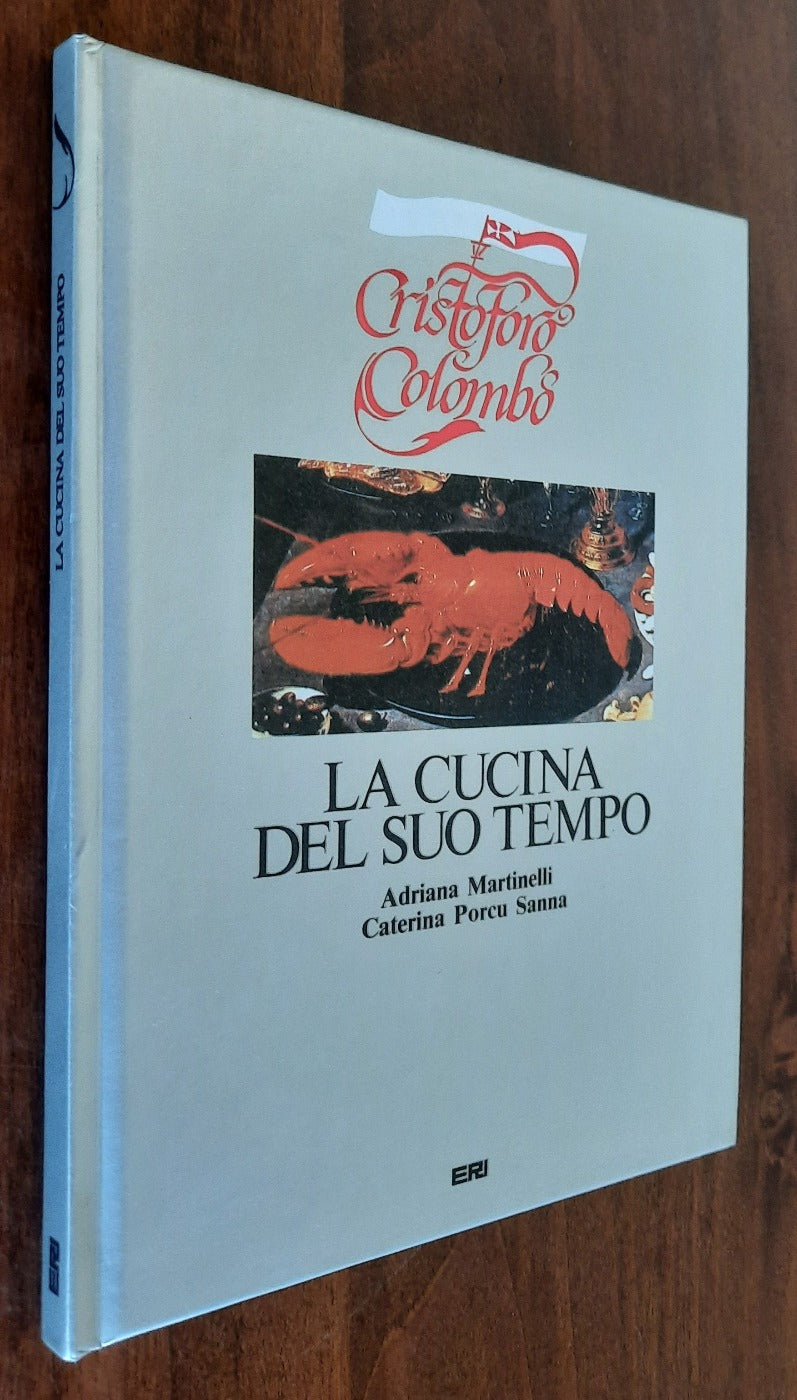 Cristoforo
Colombo
LA CUCINA
DEL SUO TEMPO
Adriana Martinelli
Caterina Porcu Sanna
ERI
LA CUCINA DEL SUO TEMPO
ERI